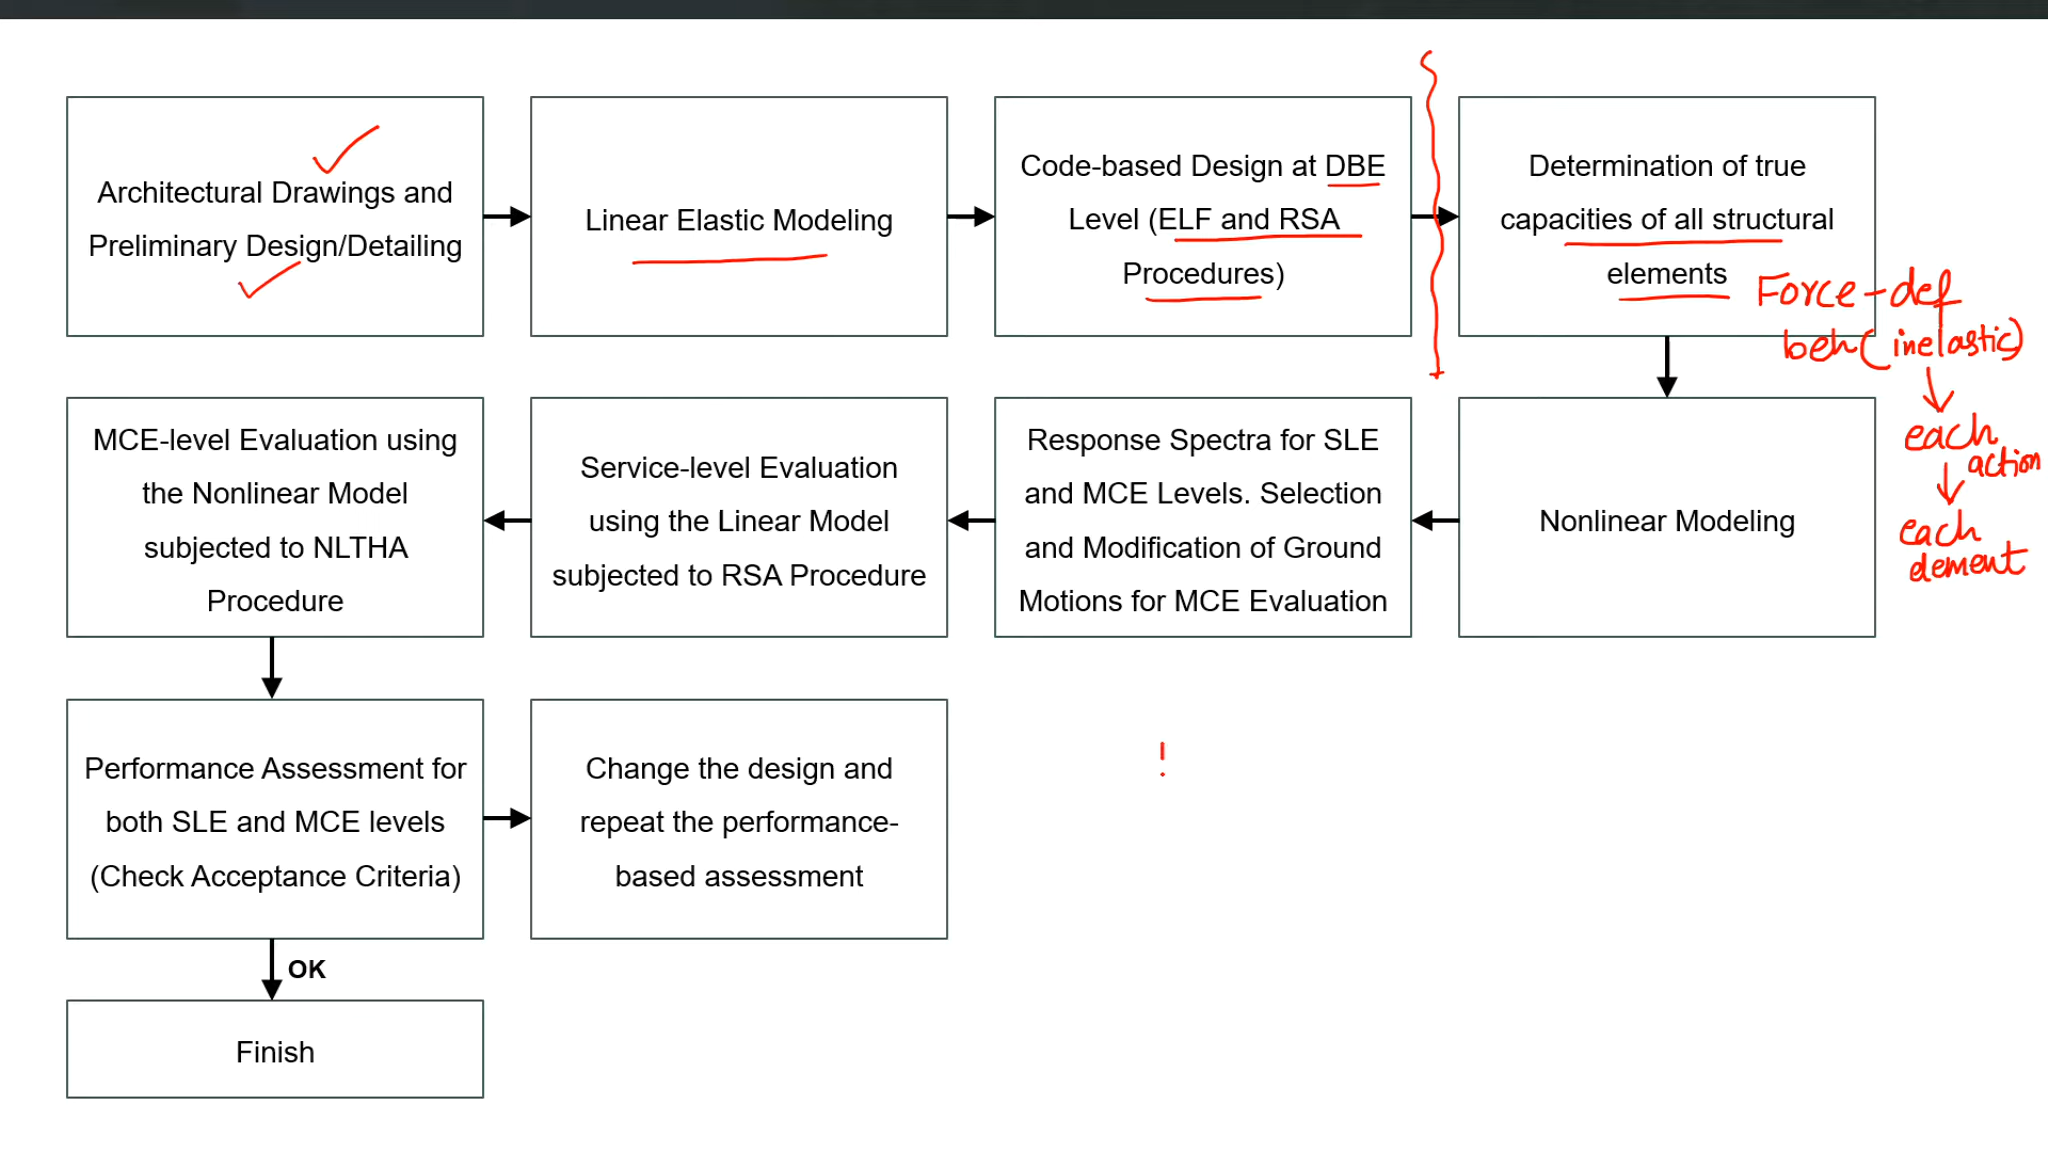 Architectural Drawings and
Preliminary Design/Detailing
Linear Elastic Modeling
Code-based Design at DBE
Level (ELF and RSA
Procedures)
Determination of true
capacities of all structural
elements
Force-def
beh (inelastic)
each
action
each
element
MCE-level Evaluation using
the Nonlinear Model
subjected to NLTHA
Procedure
Service-level Evaluation
using the Linear Model
subjected to RSA Procedure
Response Spectra for SLE
and MCE Levels. Selection
and Modification of Ground
Motions for MCE Evaluation
Nonlinear Modeling
Performance Assessment for
both SLE and MCE levels
(Check Acceptance Criteria)
Change the design and
repeat the performance-
based assessment
!
OK
Finish